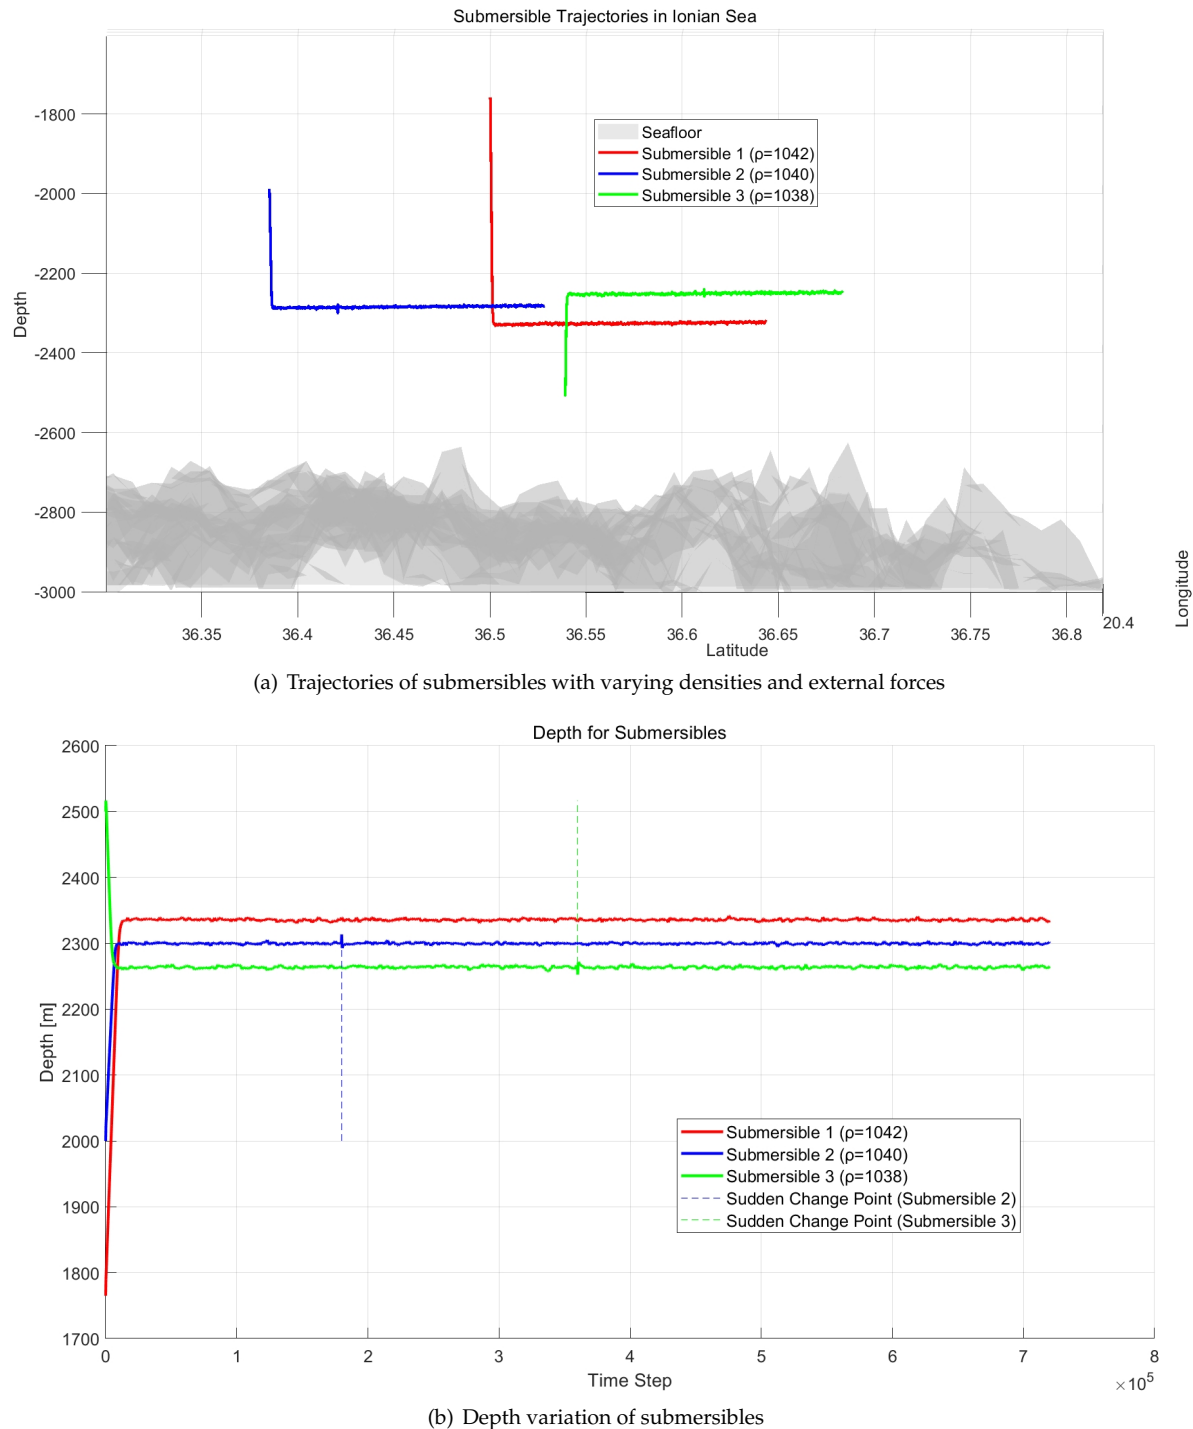 Submersible Trajectories in Ionian Sea
-1800
-2000
-2200
-2400
-2600
-2800
-3000
Depth
Seafloor
Submersible 1 (ρ=1042)
Submersible 2 (ρ=1040)
Submersible 3 (ρ=1038)
36.35
36.4
36.45
36.5
36.55
36.6
36.65
36.7
36.75
36.8
20.4
Latitude
Longitude
(a) Trajectories of submersibles with varying densities and external forces
Depth for Submersibles
2600
2500
2400
2300
2200
2100
2000
1900
1800
1700
Depth [m]
Submersible 1 (ρ=1042)
Submersible 2 (ρ=1040)
Submersible 3 (ρ=1038)
Sudden Change Point (Submersible 2)
Sudden Change Point (Submersible 3)
0
1
2
3
4
5
6
7
8
Time Step
×10⁵
(b) Depth variation of submersibles